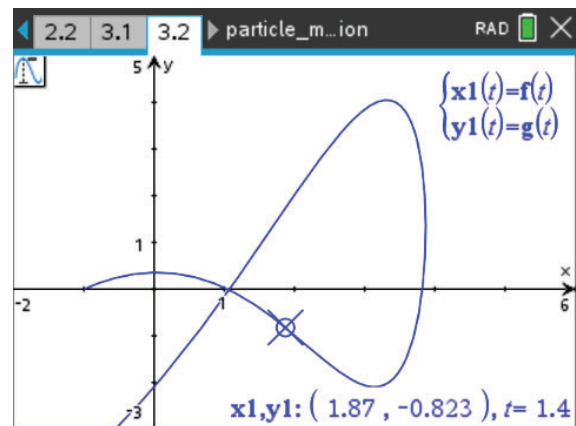 2.2 3.1 3.2 particle_m...ion RAD
5 y
x1(t)=f(t)
y1(t)=g(t)
1
x
-2 1 6
-3
x1,y1: ( 1.87 , -0.823 ), t= 1.4